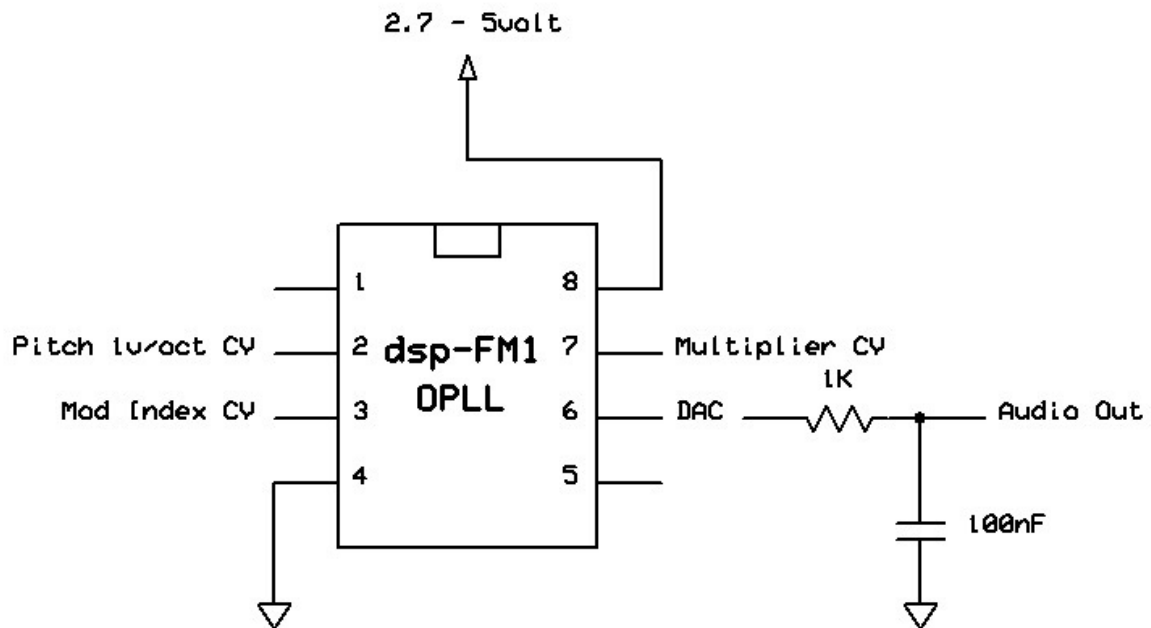 2.7 - 5volt
1
8
Pitch 1v/oct CV
2
dsp-FM1
7
Multiplier CV
1K
Mod Index CV
3
OPLL
6
DAC
Audio Out
4
5
100nF